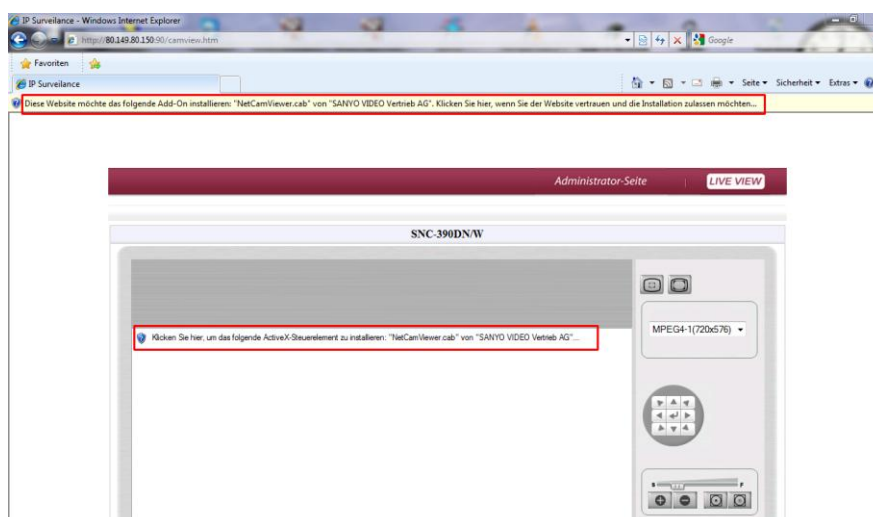 IP Surveilance - Windows Internet Explorer
http://80.149.80.150:90/camview.htm
Google
Favoriten
IP Surveilance
Seite
Sicherheit
Extras
Diese Website möchte das folgende Add-On installieren: "NetCamViewer.cab" von "SANYO VIDEO Vertrieb AG". Klicken Sie hier, wenn Sie der Website vertrauen und die Installation zulassen möchten...
Administrator-Seite | LIVE VIEW
SNC-390DN/W
Klicken Sie hier, um das folgende ActiveX-Steuerelement zu installieren: "NetCamViewer.cab" von "SANYO VIDEO Vertrieb AG"...
MPEG4-1(720x576)